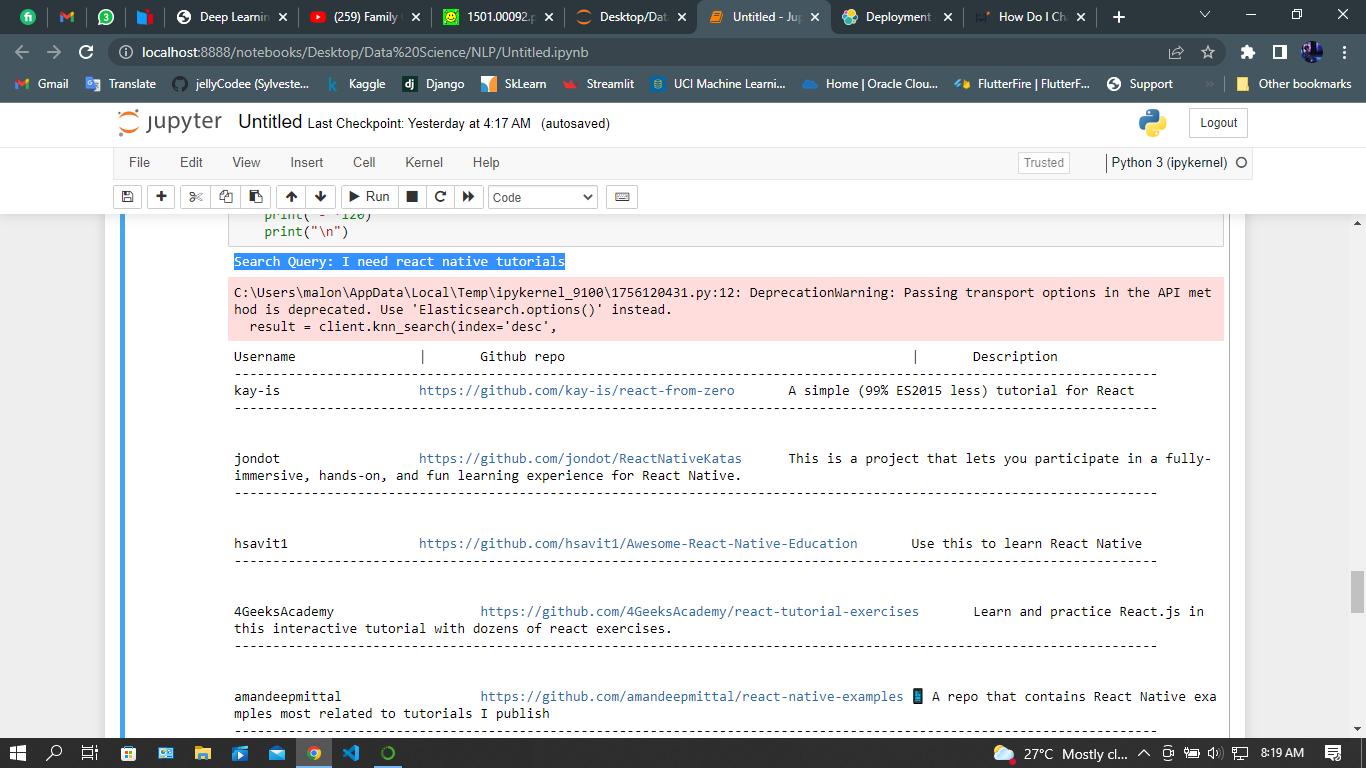 Deep Learnin
(259) Family
1501.00092.p
Desktop/Dat
Untitled - Jup
Deployment
How Do I Ch
localhost:8888/notebooks/Desktop/Data%20Science/NLP/Untitled.ipynb
Gmail
Translate
jellyCodee (Sylveste...
Kaggle
dj
Django
SkLearn
Streamlit
UCI Machine Learni...
Home | Oracle Clou...
FlutterFire | FlutterF...
Support
»
Other bookmarks
jupyter
Untitled Last Checkpoint: Yesterday at 4:17 AM (autosaved)
Logout
File
Edit
View
Insert
Cell
Kernel
Help
Trusted
Python 3 (ipykernel)
Run
Code
print("-"*120)
print("\n")
Search Query: I need react native tutorials
C:\Users\malon\AppData\Local\Temp\ipykernel_9100\1756120431.py:12: DeprecationWarning: Passing transport options in the API met
hod is deprecated. Use 'Elasticsearch.options()' instead.
result = client.knn_search(index='desc',
Username | Github repo | Description
------------------------------------------------------------------------------------------------------------------------
kay-is https://github.com/kay-is/react-from-zero A simple (99% ES2015 less) tutorial for React
------------------------------------------------------------------------------------------------------------------------
jondot https://github.com/jondot/ReactNativeKatas This is a project that lets you participate in a fully-
immersive, hands-on, and fun learning experience for React Native.
------------------------------------------------------------------------------------------------------------------------
hsavit1 https://github.com/hsavit1/Awesome-React-Native-Education Use this to learn React Native
------------------------------------------------------------------------------------------------------------------------
4GeeksAcademy https://github.com/4GeeksAcademy/react-tutorial-exercises Learn and practice React.js in
this interactive tutorial with dozens of react exercises.
------------------------------------------------------------------------------------------------------------------------
amandeepmittal https://github.com/amandeepmittal/react-native-examples 📱 A repo that contains React Native exa
mples most related to tutorials I publish
------------------------------------------------------------------------------------------------------------------------
27°C Mostly cl...
8:19 AM